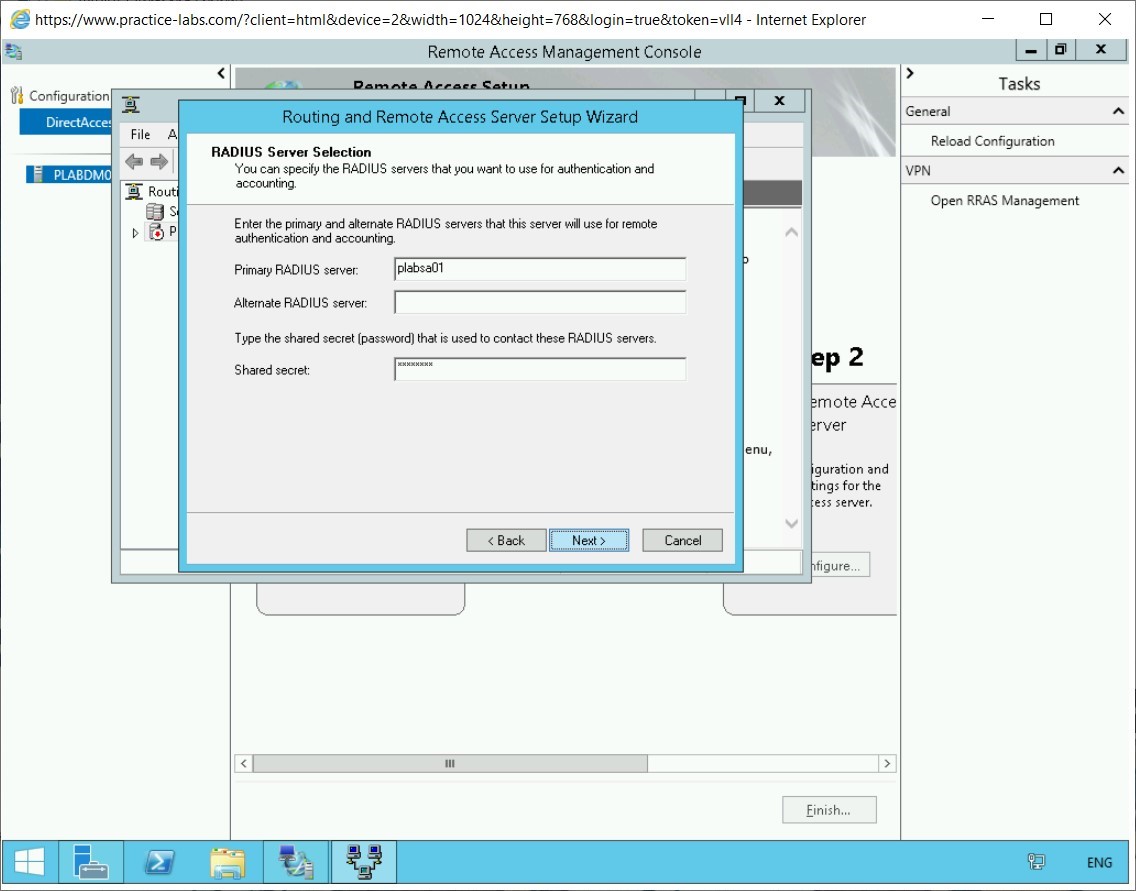 https://www.practice-labs.com/?client=html&device=2&width=1024&height=768&login=true&token=vll4 - Internet Explorer
Remote Access Management Console
Configuration
DirectAcces
PLABDM0
Remote Access Setup
File A
Routi
S
P
Routing and Remote Access Server Setup Wizard
RADIUS Server Selection
You can specify the RADIUS servers that you want to use for authentication and
accounting.
Enter the primary and alternate RADIUS servers that this server will use for remote
authentication and accounting.
Primary RADIUS server: plabsa01
Alternate RADIUS server:
Type the shared secret (password) that is used to contact these RADIUS servers.
Shared secret: ********
< Back
Next >
Cancel
enu,
ep 2
emote Acce
erver
iguration and
tings for the
cess server.
nfigure...
Finish...
Tasks
General
Reload Configuration
VPN
Open RRAS Management
ENG